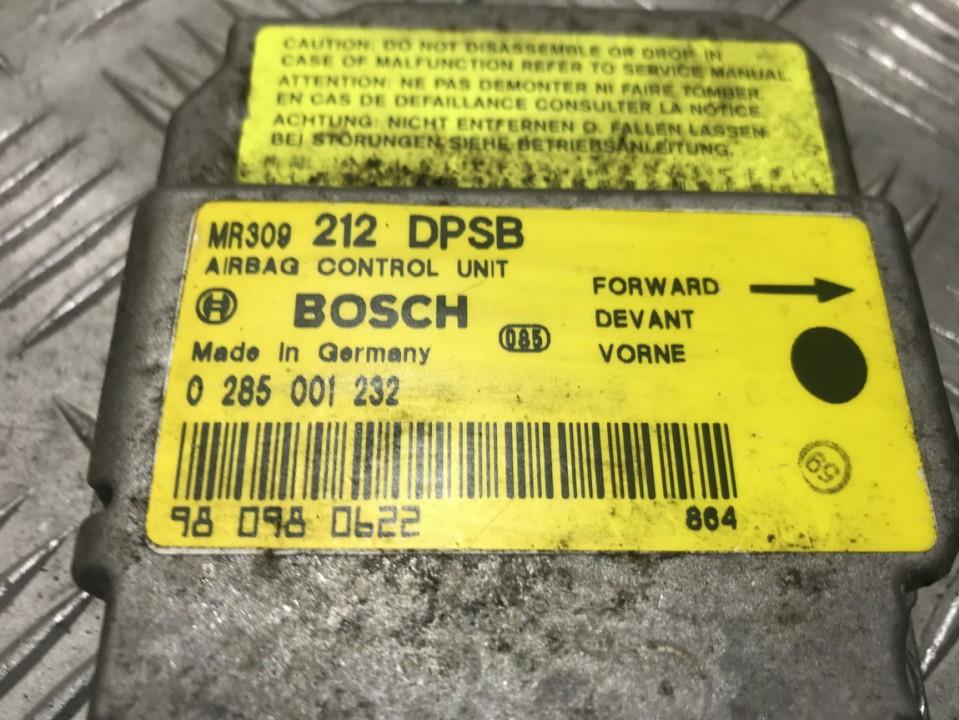 CAUTION: DO NOT DISASSEMBLE OR DROP. IN
CASE OF MALFUNCTION REFER TO SERVICE MANUAL.
ATTENTION: NE PAS DEMONTER NI FAIRE TOMBER.
EN CAS DE DEFAILLANCE CONSULTER LA NOTICE.
ACHTUNG: NICHT ENTFERNEN O. FALLEN LASSEN.
BEI STÖRUNGEN SIEHE BETRIEBSANLEITUNG.
MR309 212 DPSB
AIRBAG CONTROL UNIT
BOSCH
085
Made in Germany
0 285 001 232
FORWARD
DEVANT
VORNE
59
98 098 0622
864